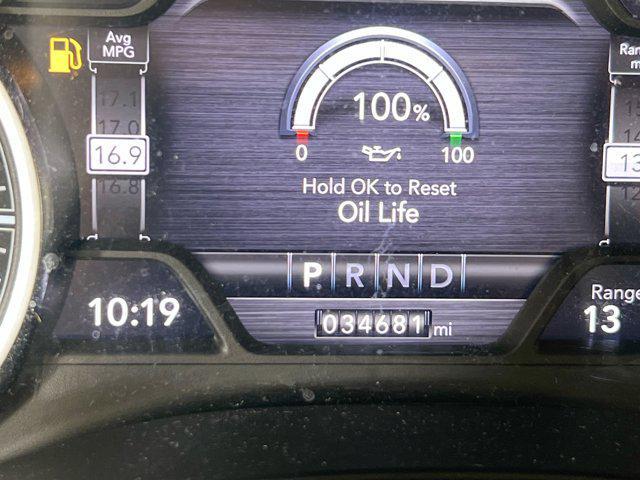 Avg
MPG
17.1
17.0
16.9
16.8
100%
0
100
Hold OK to Reset
Oil Life
P R N D
10:19
034681 mi
Range
13
13